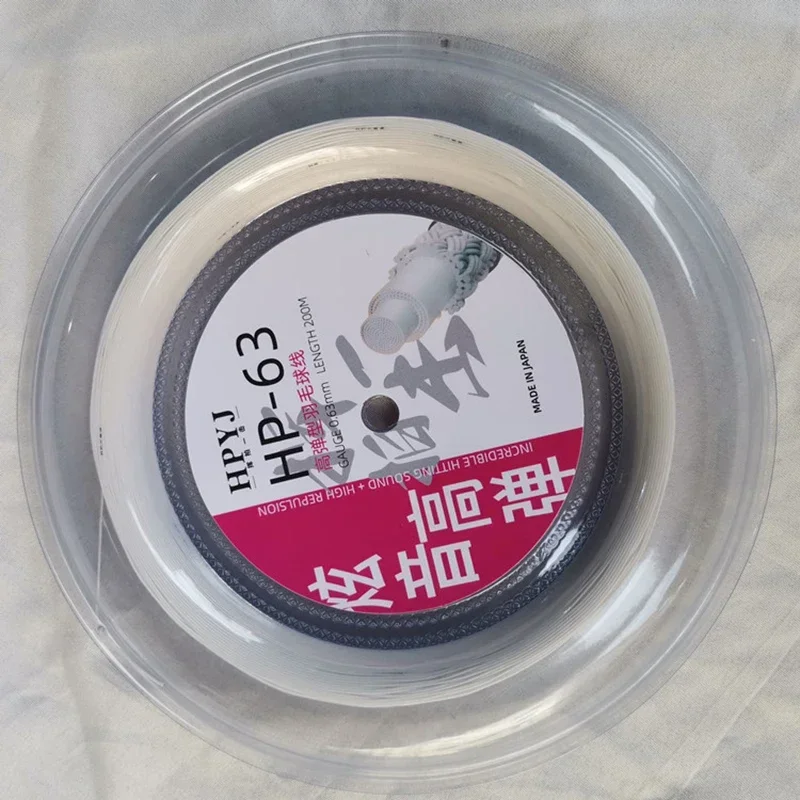 HPYJ
HP-63
高弹型羽毛球线
GAUGE 0.63mm LENGTH 200M
MADE IN JAPAN
INCREDIBLE HITTING SOUND + HIGH REPULSION
炫音高弹